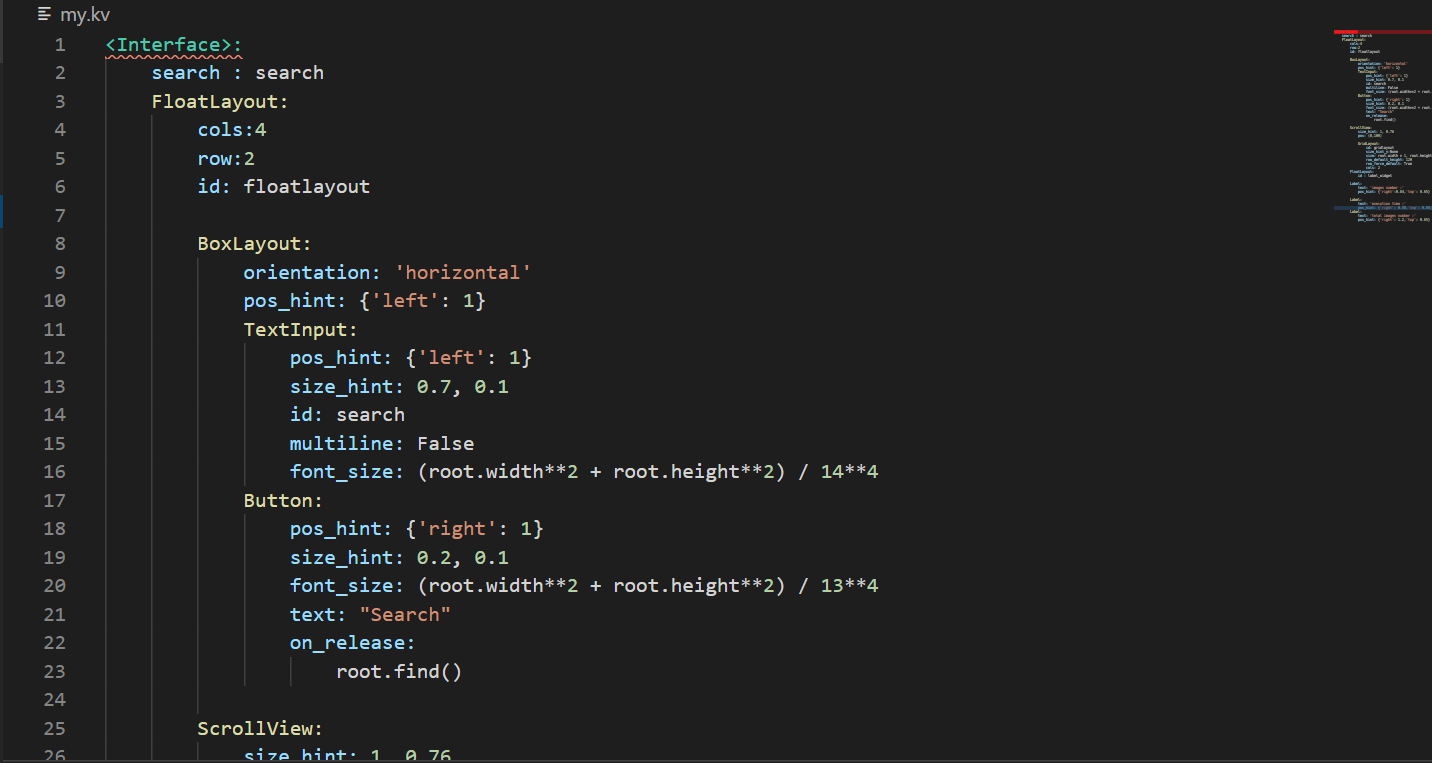 my.kv
1 <Interface>:
2 search : search
3 FloatLayout:
4 cols:4
5 row:2
6 id: floatlayout
7
8 BoxLayout:
9 orientation: 'horizontal'
10 pos_hint: {'left': 1}
11 TextInput:
12 pos_hint: {'left': 1}
13 size_hint: 0.7, 0.1
14 id: search
15 multiline: False
16 font_size: (root.width**2 + root.height**2) / 14**4
17 Button:
18 pos_hint: {'right': 1}
19 size_hint: 0.2, 0.1
20 font_size: (root.width**2 + root.height**2) / 13**4
21 text: "Search"
22 on_release:
23 root.find()
24
25 ScrollView:
26 size_hint: 1, 0.76